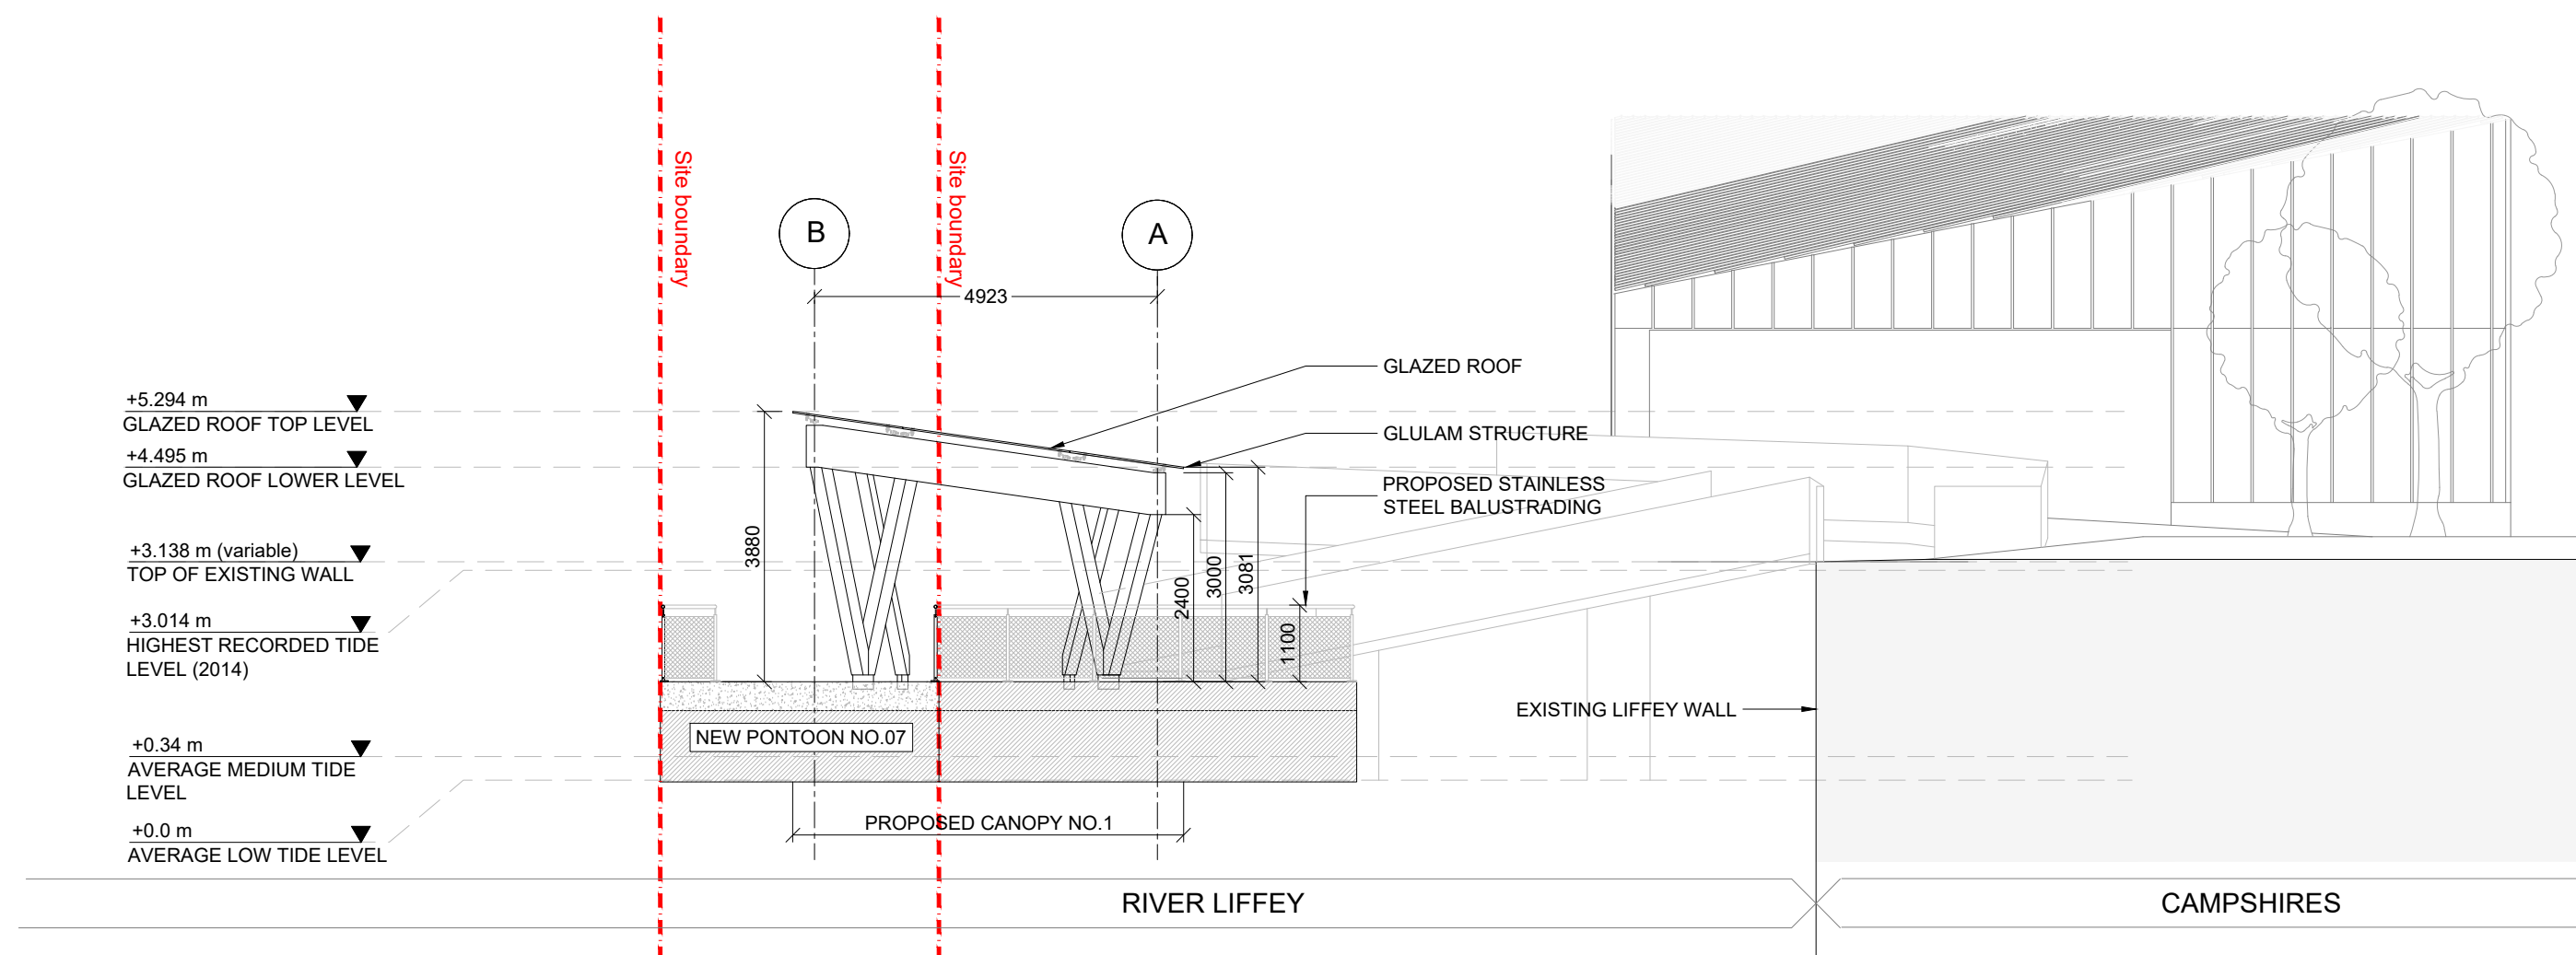 Site boundary
Site boundary
B
A
4923
GLAZED ROOF
+5.294 m
GLAZED ROOF TOP LEVEL
GLULAM STRUCTURE
+4.495 m
GLAZED ROOF LOWER LEVEL
PROPOSED STAINLESS
STEEL BALUSTRADING
3880
2400
3000
3081
1100
+3.138 m (variable)
TOP OF EXISTING WALL
+3.014 m
HIGHEST RECORDED TIDE
LEVEL (2014)
EXISTING LIFFEY WALL
NEW PONTOON NO.07
+0.34 m
AVERAGE MEDIUM TIDE
LEVEL
PROPOSED CANOPY NO.1
+0.0 m
AVERAGE LOW TIDE LEVEL
RIVER LIFFEY
CAMPSHIRES